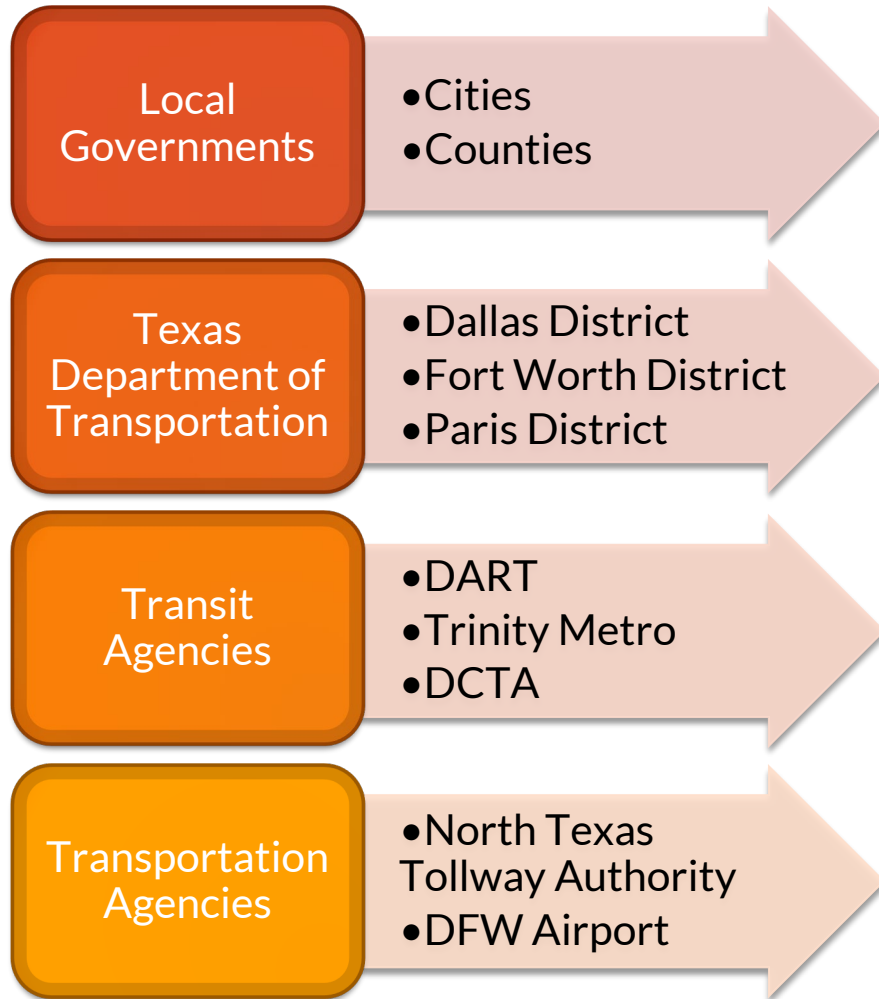 Local
Governments
•Cities
•Counties
Texas
Department of
Transportation
•Dallas District
•Fort Worth District
•Paris District
Transit
Agencies
•DART
•Trinity Metro
•DCTA
Transportation
Agencies
•North Texas
Tollway Authority
•DFW Airport